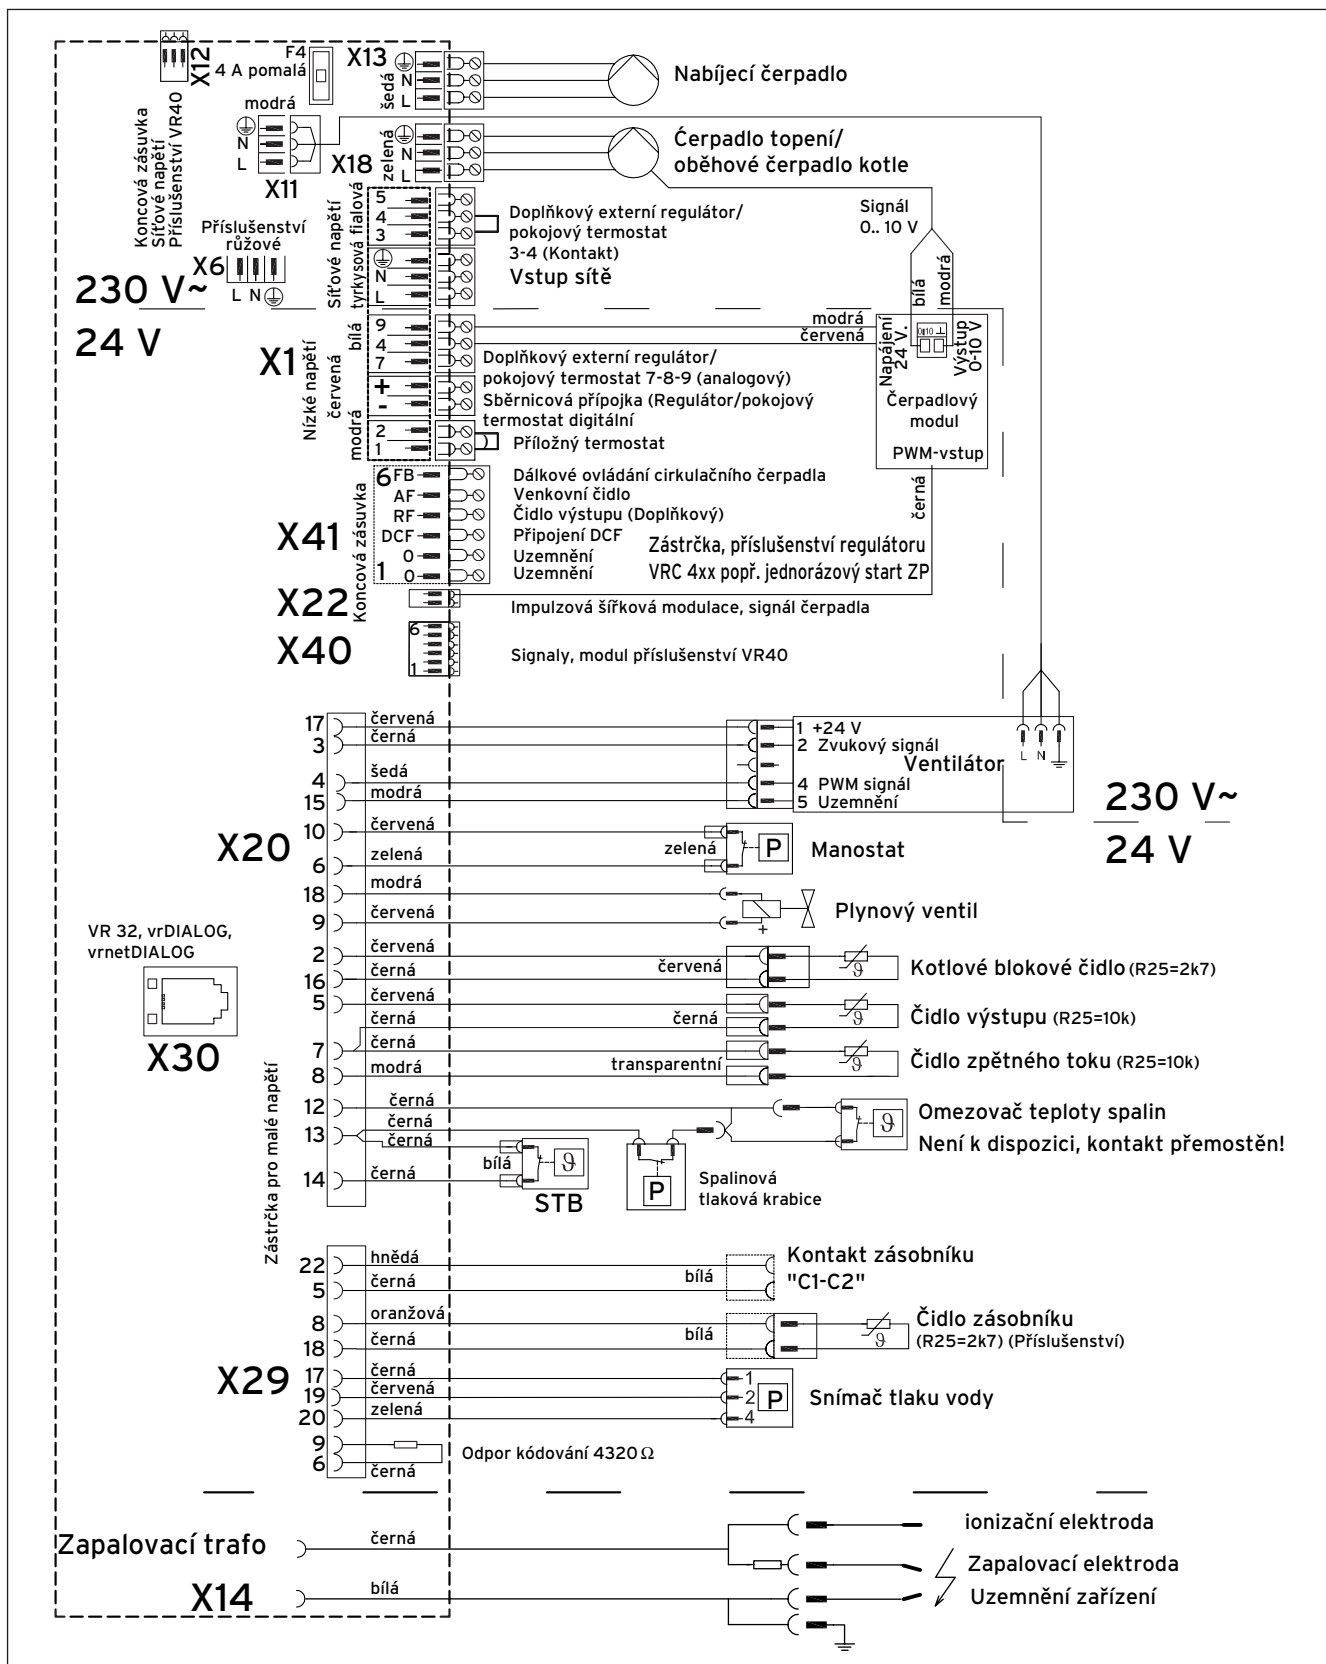 X12
Koncová zásuvka
Síťové napětí
Příslušenství VR40
F4
4 A pomalá
X13
šedá
N
L
Nabíjecí čerpadlo
modrá
N
L
X11
X18
zelená
N
L
Ćerpadlo topení/
oběhové čerpadlo kotle
Síťové napětí
tyrkysová fialová
5
4
3
Doplňkový externí regulátor/
pokojový termostat
3-4 (Kontakt)
N
L
Vstup sítě
Signál
0.. 10 V
bílá
modrá
Příslušenství
růžové
X6
L N
230 V~
24 V
X1
Nízké napětí
bílá
červená
modrá
9
4
7
+
-
2
1
modrá
červená
Doplňkový externí regulátor/
pokojový termostat 7-8-9 (analogový)
Sběrnicová přípojka (Regulátor/pokojový
termostat digitální
Příložný termostat
Napájení
24 V.
Výstup
0-10 V
Čerpadlový
modul
PWM-vstup
černá
X41
Koncová zásuvka
6 FB
AF
RF
DCF
0
1 0
Dálkové ovládání cirkulačního čerpadla
Venkovní čidlo
Čidlo výstupu (Doplňkový)
Připojení DCF
Uzemnění
Uzemnění
Zástrčka, příslušenství regulátoru
VRC 4xx popř. jednorázový start ZP
X22
Impulzová šířková modulace, signál čerpadla
X40
6
1
Signaly, modul příslušenství VR40
X20
17 červená
3 černá
4 šedá
15 modrá
1 +24 V
2 Zvukový signál
4 PWM signál
5 Uzemnění
Ventilátor
L N
230 V~
24 V
10 červená
6 zelená
zelená
P
Manostat
18 modrá
9 červená
+
Plynový ventil
VR 32, vrDIALOG,
vrnetDIALOG
X30
2 červená
16 černá
červená
ϑ
Kotlové blokové čidlo (R25=2k7)
5 červená
černá
černá
ϑ
Čidlo výstupu (R25=10k)
7 černá
8 modrá
transparentní
ϑ
Čidlo zpětného toku (R25=10k)
Zástrčka pro malé napětí
12 černá
13 černá
černá
14 černá
bílá
ϑ
STB
P
Spalinová
tlaková krabice
ϑ
Omezovač teploty spalin
Není k dispozici, kontakt přemostěn!
X29
22 hnědá
5 černá
bílá
Kontakt zásobníku
"C1-C2"
8 oranžová
18 černá
bílá
ϑ
Čidlo zásobníku
(R25=2k7) (Příslušenství)
17 černá
19 červená
20 zelená
1
2
4
P
Snímač tlaku vody
9
6 černá
Odpor kódování 4320 Ω
Zapalovací trafo
černá
ionizační elektroda
Zapalovací elektroda
X14
bílá
Uzemnění zařízení